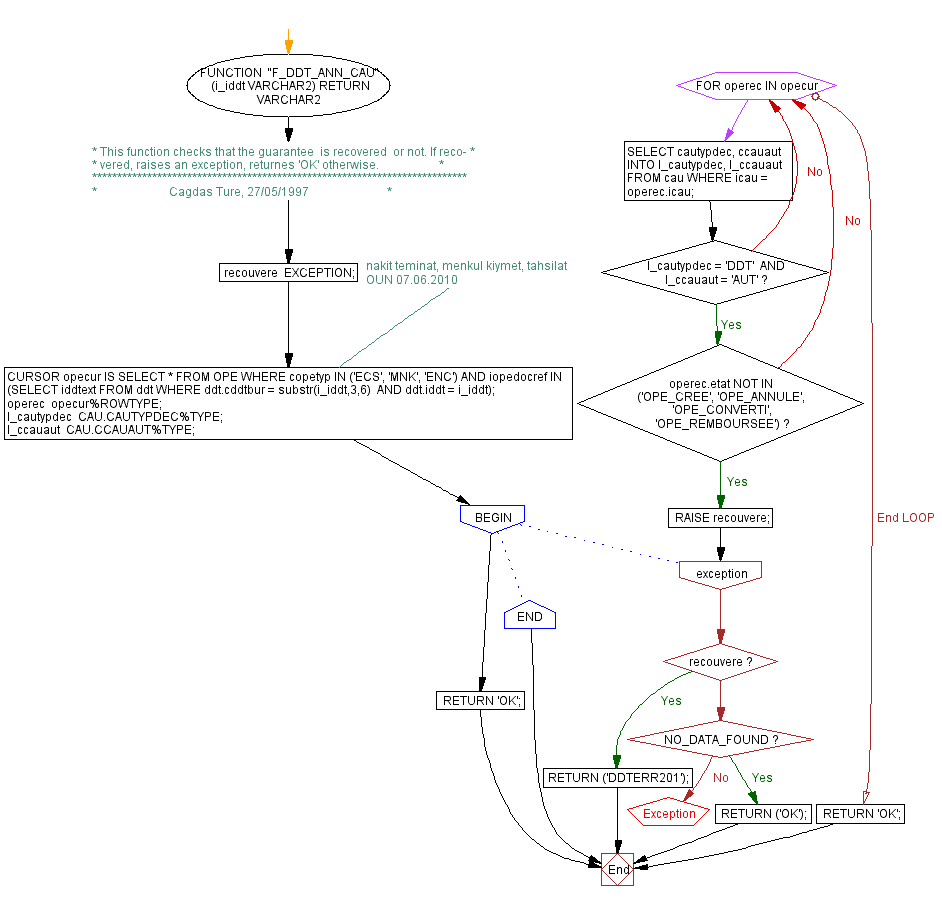 FUNCTION "F_DDT_ANN_CAU"
(i_iddt VARCHAR2) RETURN
VARCHAR2
* This function checks that the guarantee is recovered or not. If reco- *
* vered, raises an exception, returnes 'OK' otherwise. *
***************************************************************************
* Cagdas Ture, 27/05/1997 *
recouvere EXCEPTION;
nakit teminat, menkul kiymet, tahsilat
OUN 07.06.2010
CURSOR opecur IS SELECT * FROM OPE WHERE copetyp IN ('ECS', 'MNK', 'ENC') AND iopedocref IN
(SELECT iddtext FROM ddt WHERE ddt.cddtbur = substr(i_iddt,3,6) AND ddt.iddt = i_iddt);
operec opecur%ROWTYPE;
l_cautypdec CAU.CAUTYPDEC%TYPE;
l_ccauaut CAU.CCAUAUT%TYPE;
BEGIN
END
RETURN 'OK';
FOR operec IN opecur
SELECT cautypdec, ccauaut
INTO l_cautypdec, l_ccauaut
FROM cau WHERE icau =
operec.icau;
No
No
l_cautypdec = 'DDT' AND
l_ccauaut = 'AUT' ?
Yes
operec.etat NOT IN
('OPE_CREE', 'OPE_ANNULE',
'OPE_CONVERTI',
'OPE_REMBOURSEE') ?
Yes
RAISE recouvere;
End LOOP
exception
recouvere ?
Yes
NO_DATA_FOUND ?
RETURN ('DDTERR201');
No
Yes
Exception
RETURN ('OK');
RETURN 'OK';
End